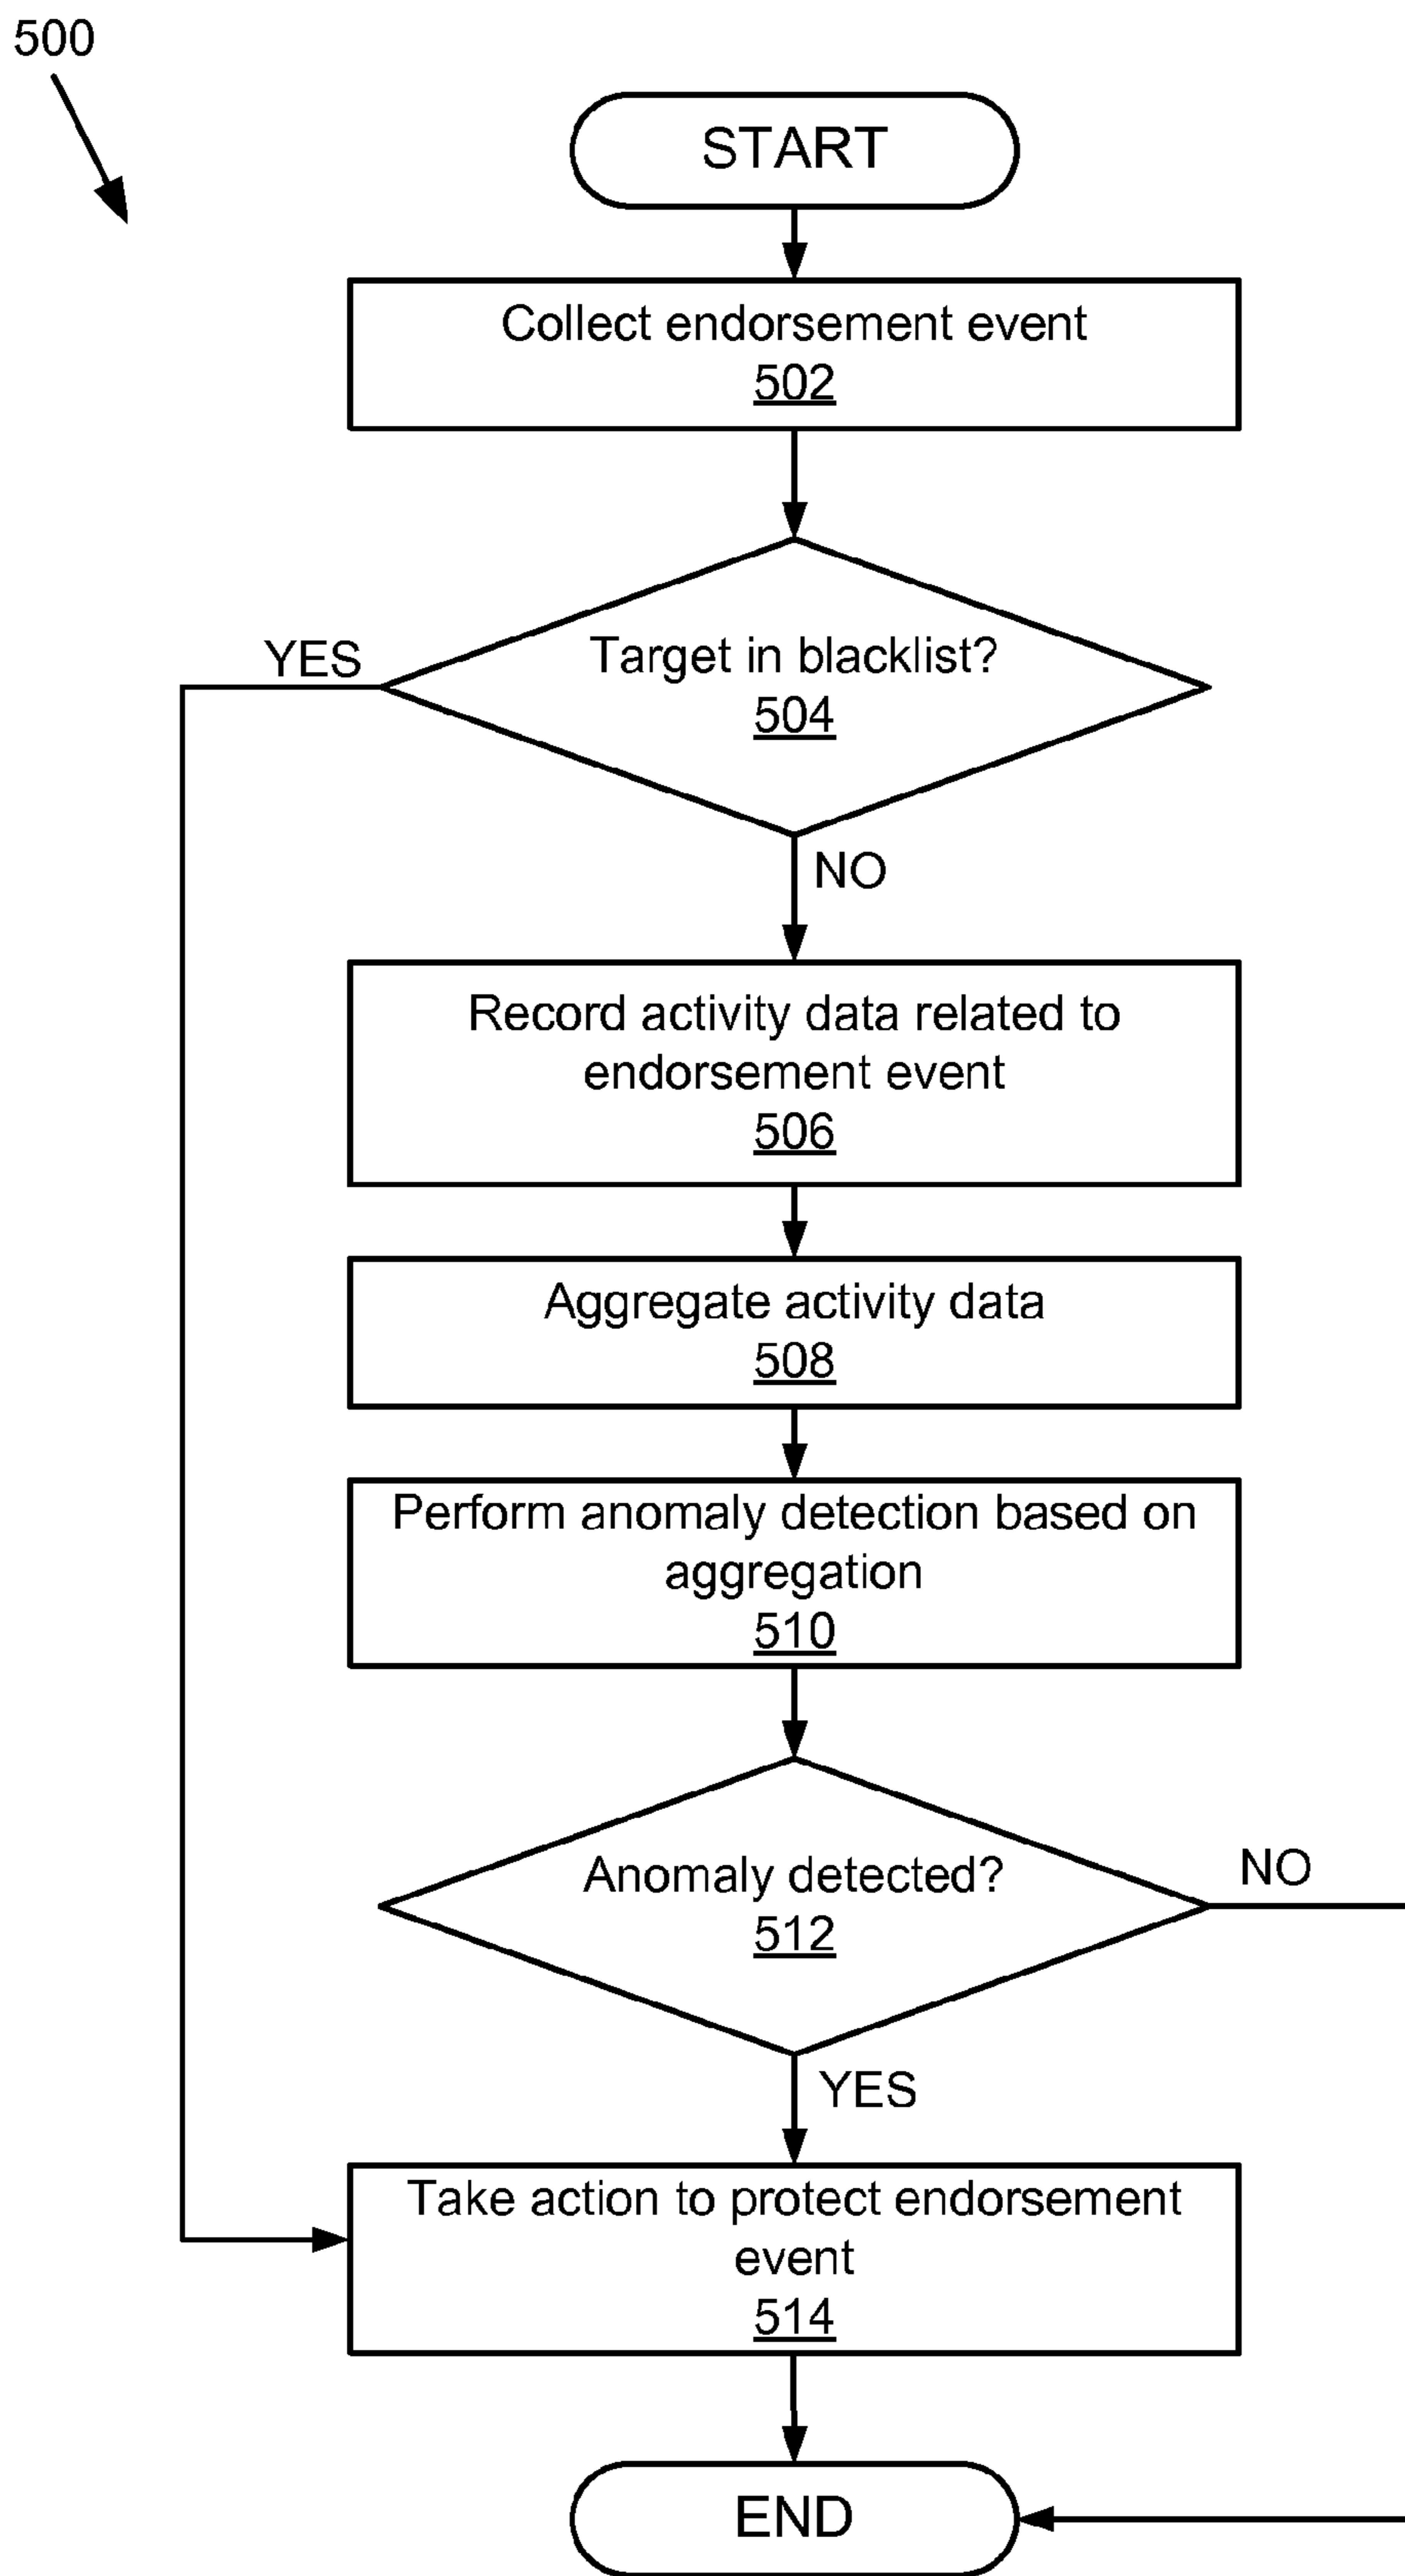 500
START
Collect endorsement event
502
YES
Target in blacklist?
504
NO
Record activity data related to
endorsement event
506
Aggregate activity data
508
Perform anomaly detection based on
aggregation
510
Anomaly detected?
512
NO
YES
Take action to protect endorsement
event
514
END